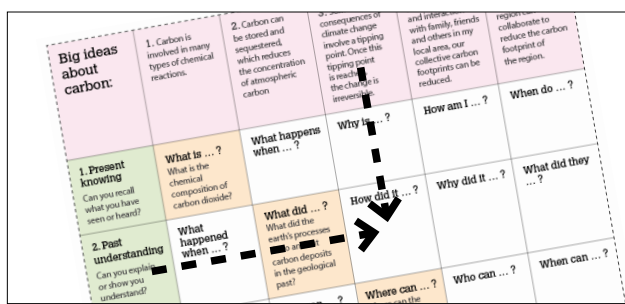 Big ideas
about
carbon:
1. Carbon is
involved in many
types of chemical
reactions.
2. Carbon can
be stored and
sequestered,
which reduces
the concentration
of atmospheric
carbon
consequences of
climate change
involve a tipping
point. Once this
tipping point
is reached
the change is
irreversible.
and interac
with family, friends
and others in my
local area, our
collective carbon
footprints can be
reduced.
region ca
collaborate to
reduce the carbon
footprint of
the region.
1. Present
knowing
Can you recall
what you have
seen or heard?
What is ... ?
What is the
chemical
composition of
carbon dioxide?
What happens
when ... ?
Why is ... ?
How am I ... ?
When do ... ?
2. Past
understanding
Can you explain
or show you
understand?
What
happened
when ... ?
What did ... ?
What did the
earth's processes
carbon deposits
in the geological
past?
How did it ... ?
Why did it ... ?
What did they
... ?
Where can ... ?
Who can ... ?
When can ... ?